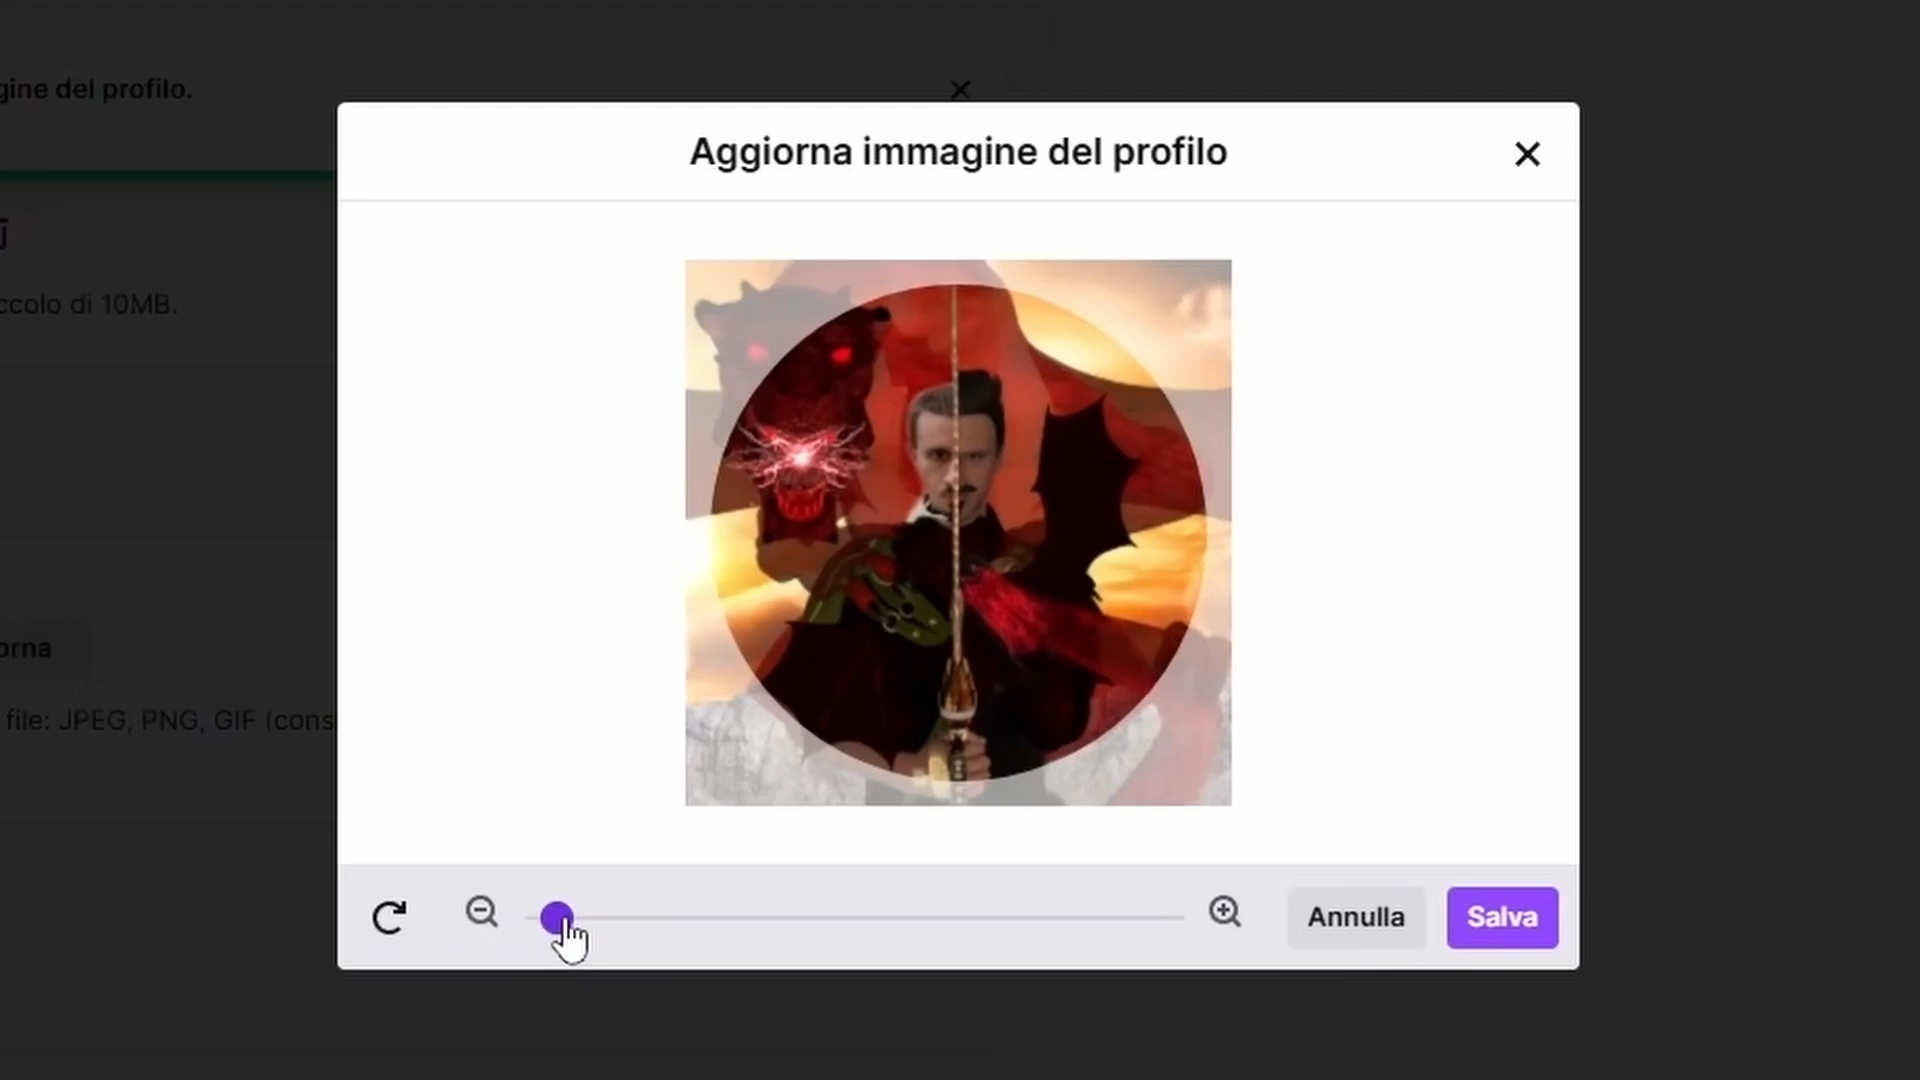 gine del profilo.
Aggiorna immagine del profilo
ccolo di 10MB.
orna
file: JPEG, PNG, GIF (cons
Annulla
Salva